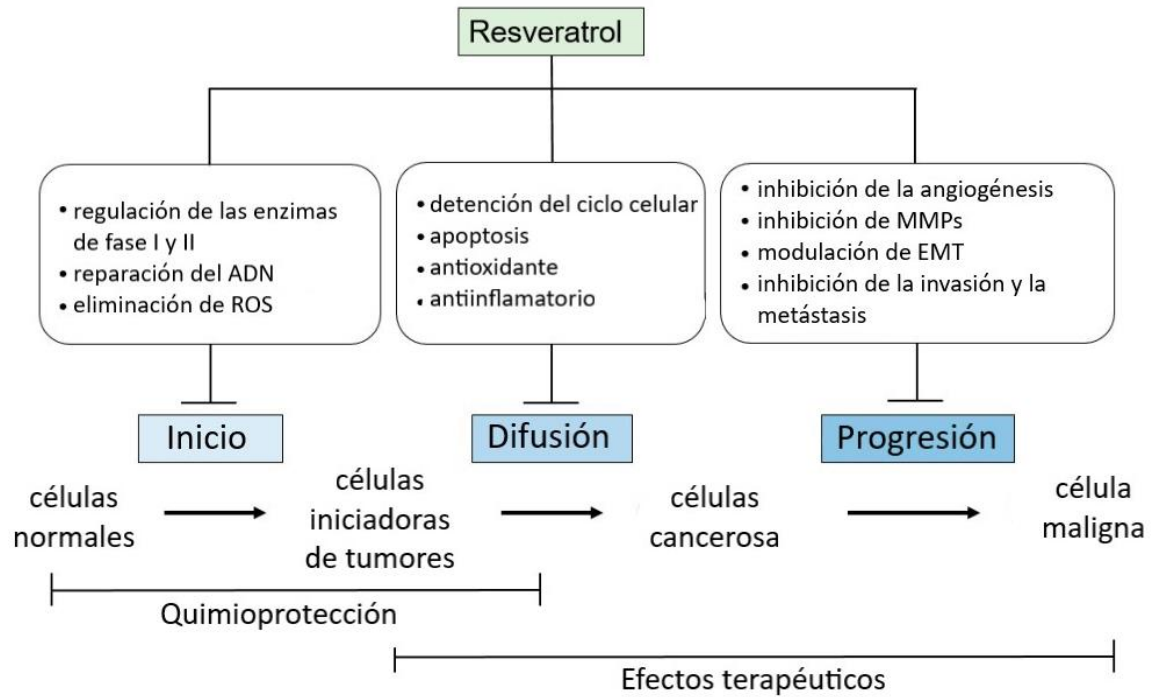 Resveratrol
• regulación de las enzimas
de fase I y II
• reparación del ADN
• eliminación de ROS
• detención del ciclo celular
• apoptosis
• antioxidante
• antiinflamatorio
• inhibición de la angiogénesis
• inhibición de MMPs
• modulación de EMT
• inhibición de la invasión y la
metástasis
Inicio
Difusión
Progresión
células
normales
células
iniciadoras
de tumores
células
cancerosa
célula
maligna
Quimioprotección
Efectos terapéuticos